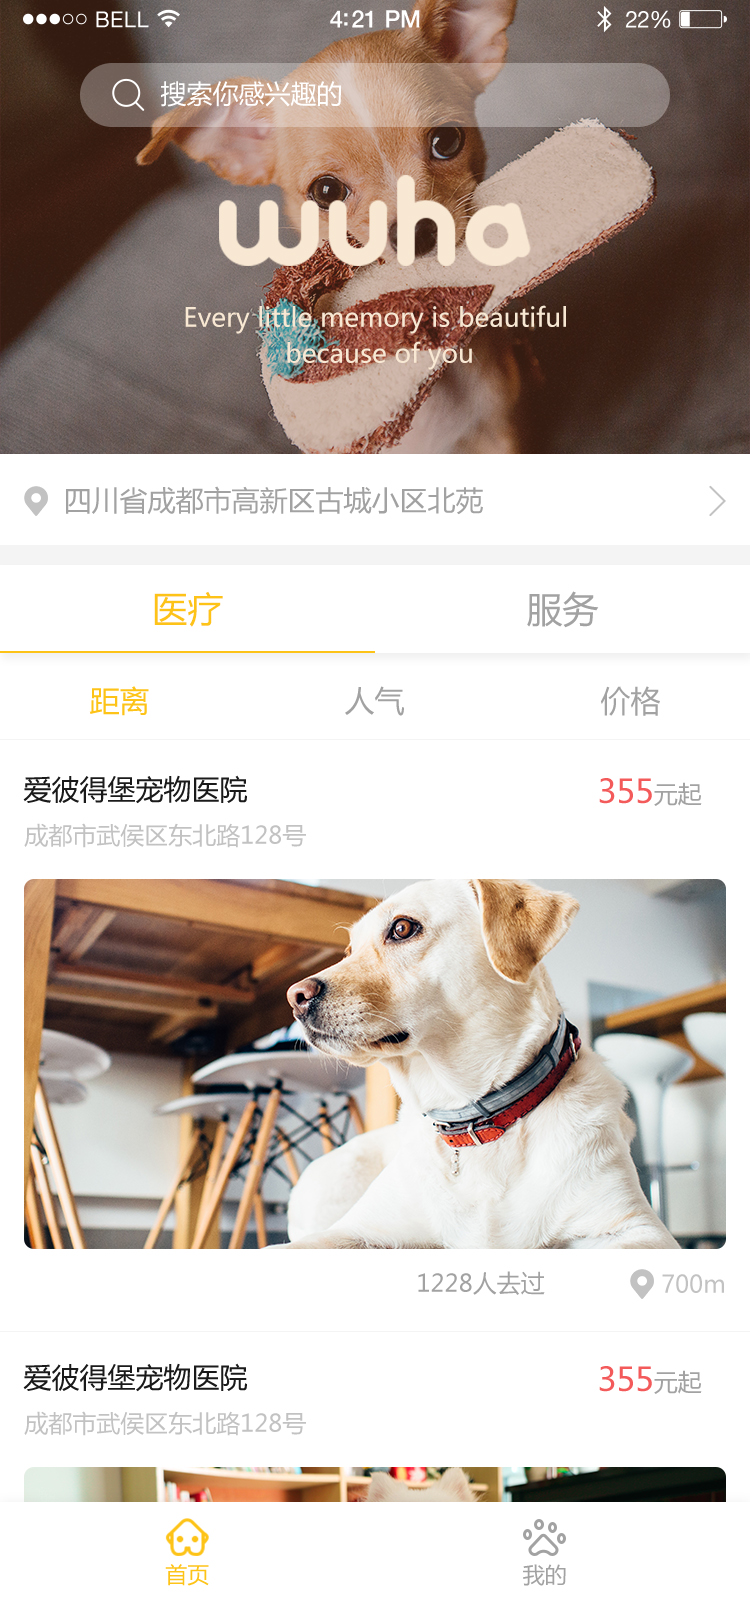 BELL 4:21 PM 22%
搜索你感兴趣的
wuha
Every little memory is beautiful
because of you
四川省成都市高新区古城小区北苑
医疗 服务
距离 人气 价格
爱彼得堡宠物医院 355元起
成都市武侯区东北路128号
1228人去过 700m
爱彼得堡宠物医院 355元起
成都市武侯区东北路128号
首页 我的